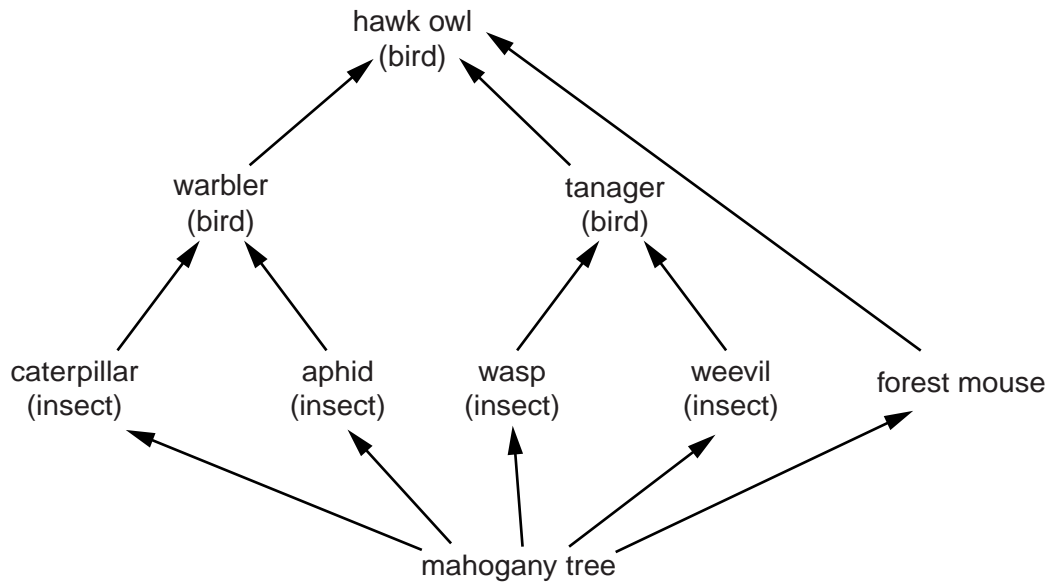 hawk owl
(bird)
warbler
(bird)
tanager
(bird)
caterpillar
(insect)
aphid
(insect)
wasp
(insect)
weevil
(insect)
forest mouse
mahogany tree